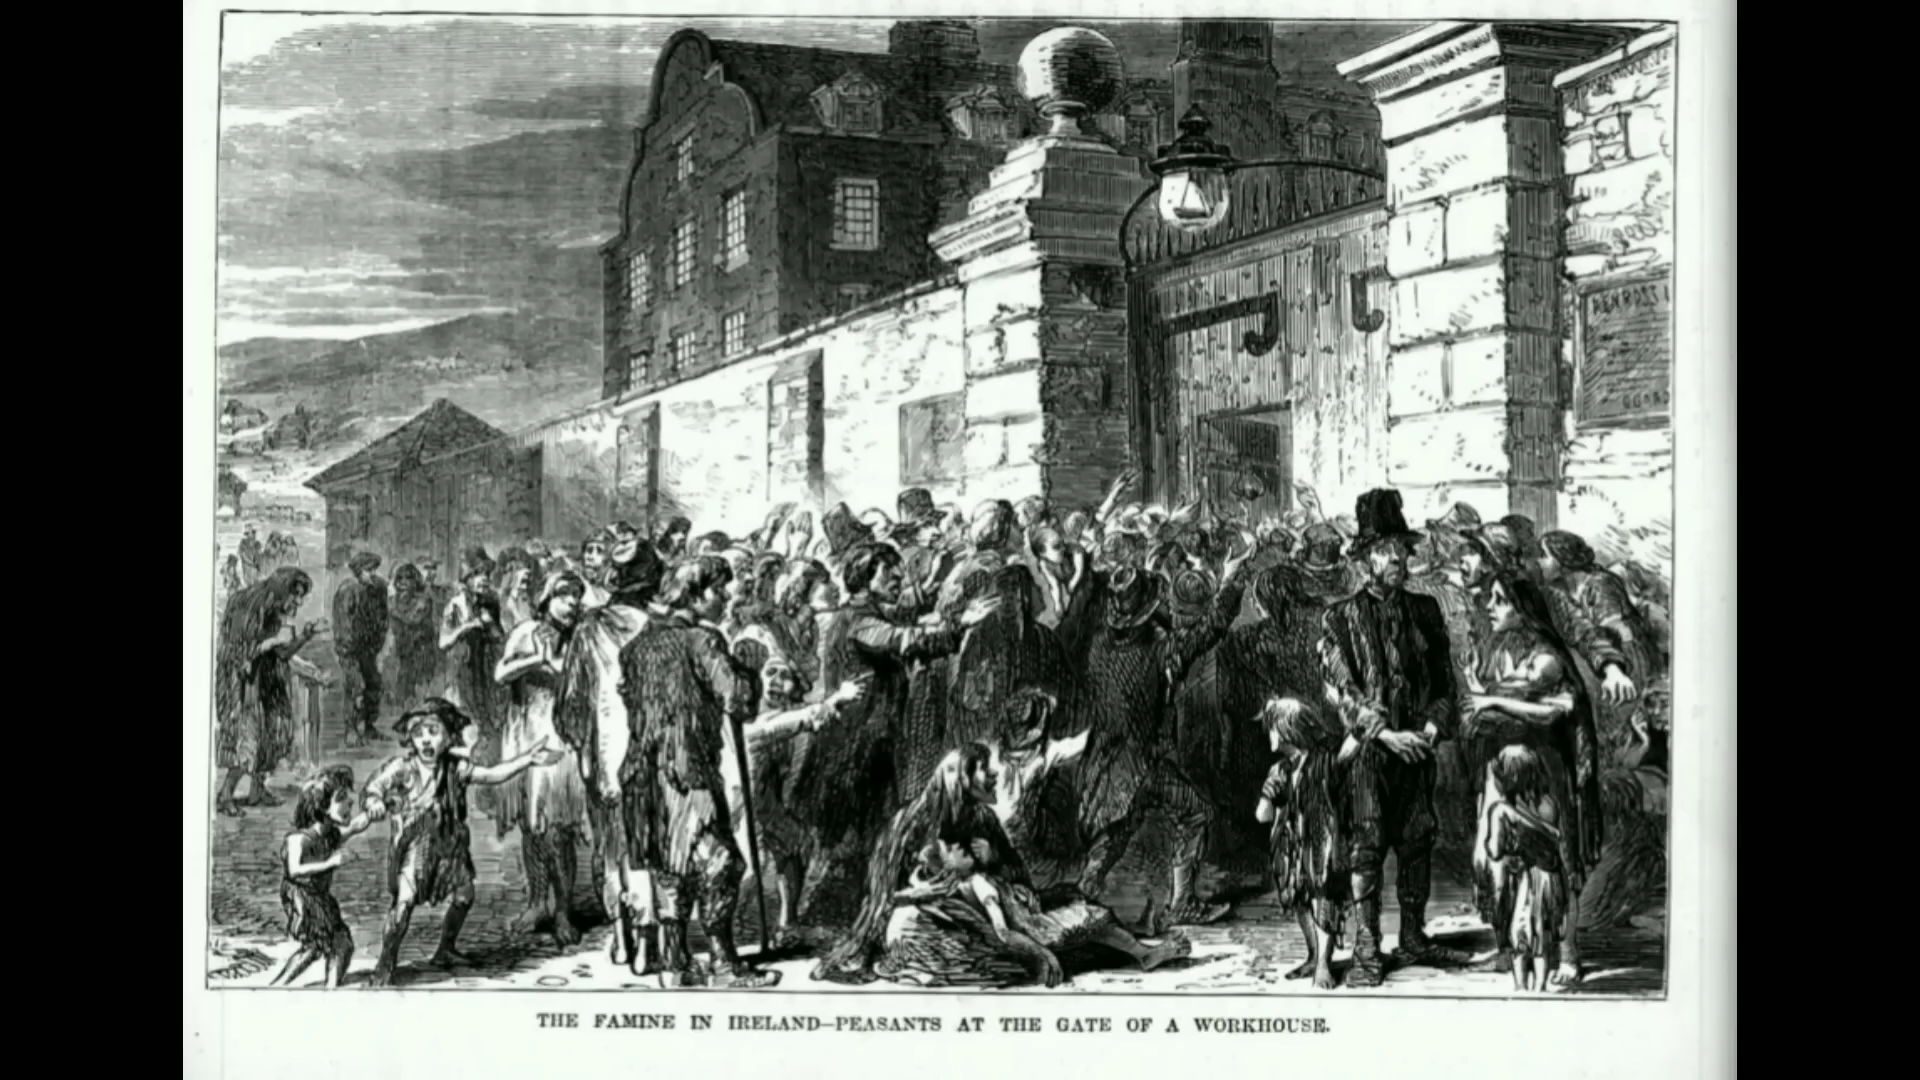 THE FAMINE IN IRELAND—PEASANTS AT THE GATE OF A WORKHOUSE.